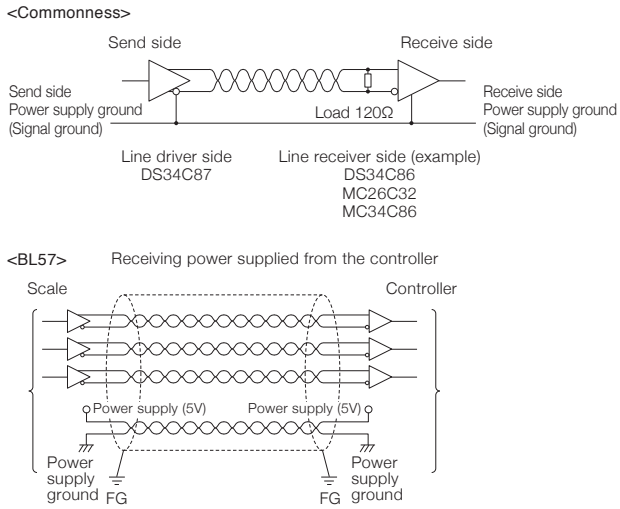 <Commonness>
Send side
Receive side
Send side
Power supply ground
(Signal ground)
Load 120Ω
Receive side
Power supply ground
(Signal ground)
Line driver side
DS34C87
Line receiver side (example)
DS34C86
MC26C32
MC34C86
<BL57>
Receiving power supplied from the controller
Scale
Controller
Power supply (5V)
Power supply (5V)
Power
supply
ground
FG
FG
Power
supply
ground